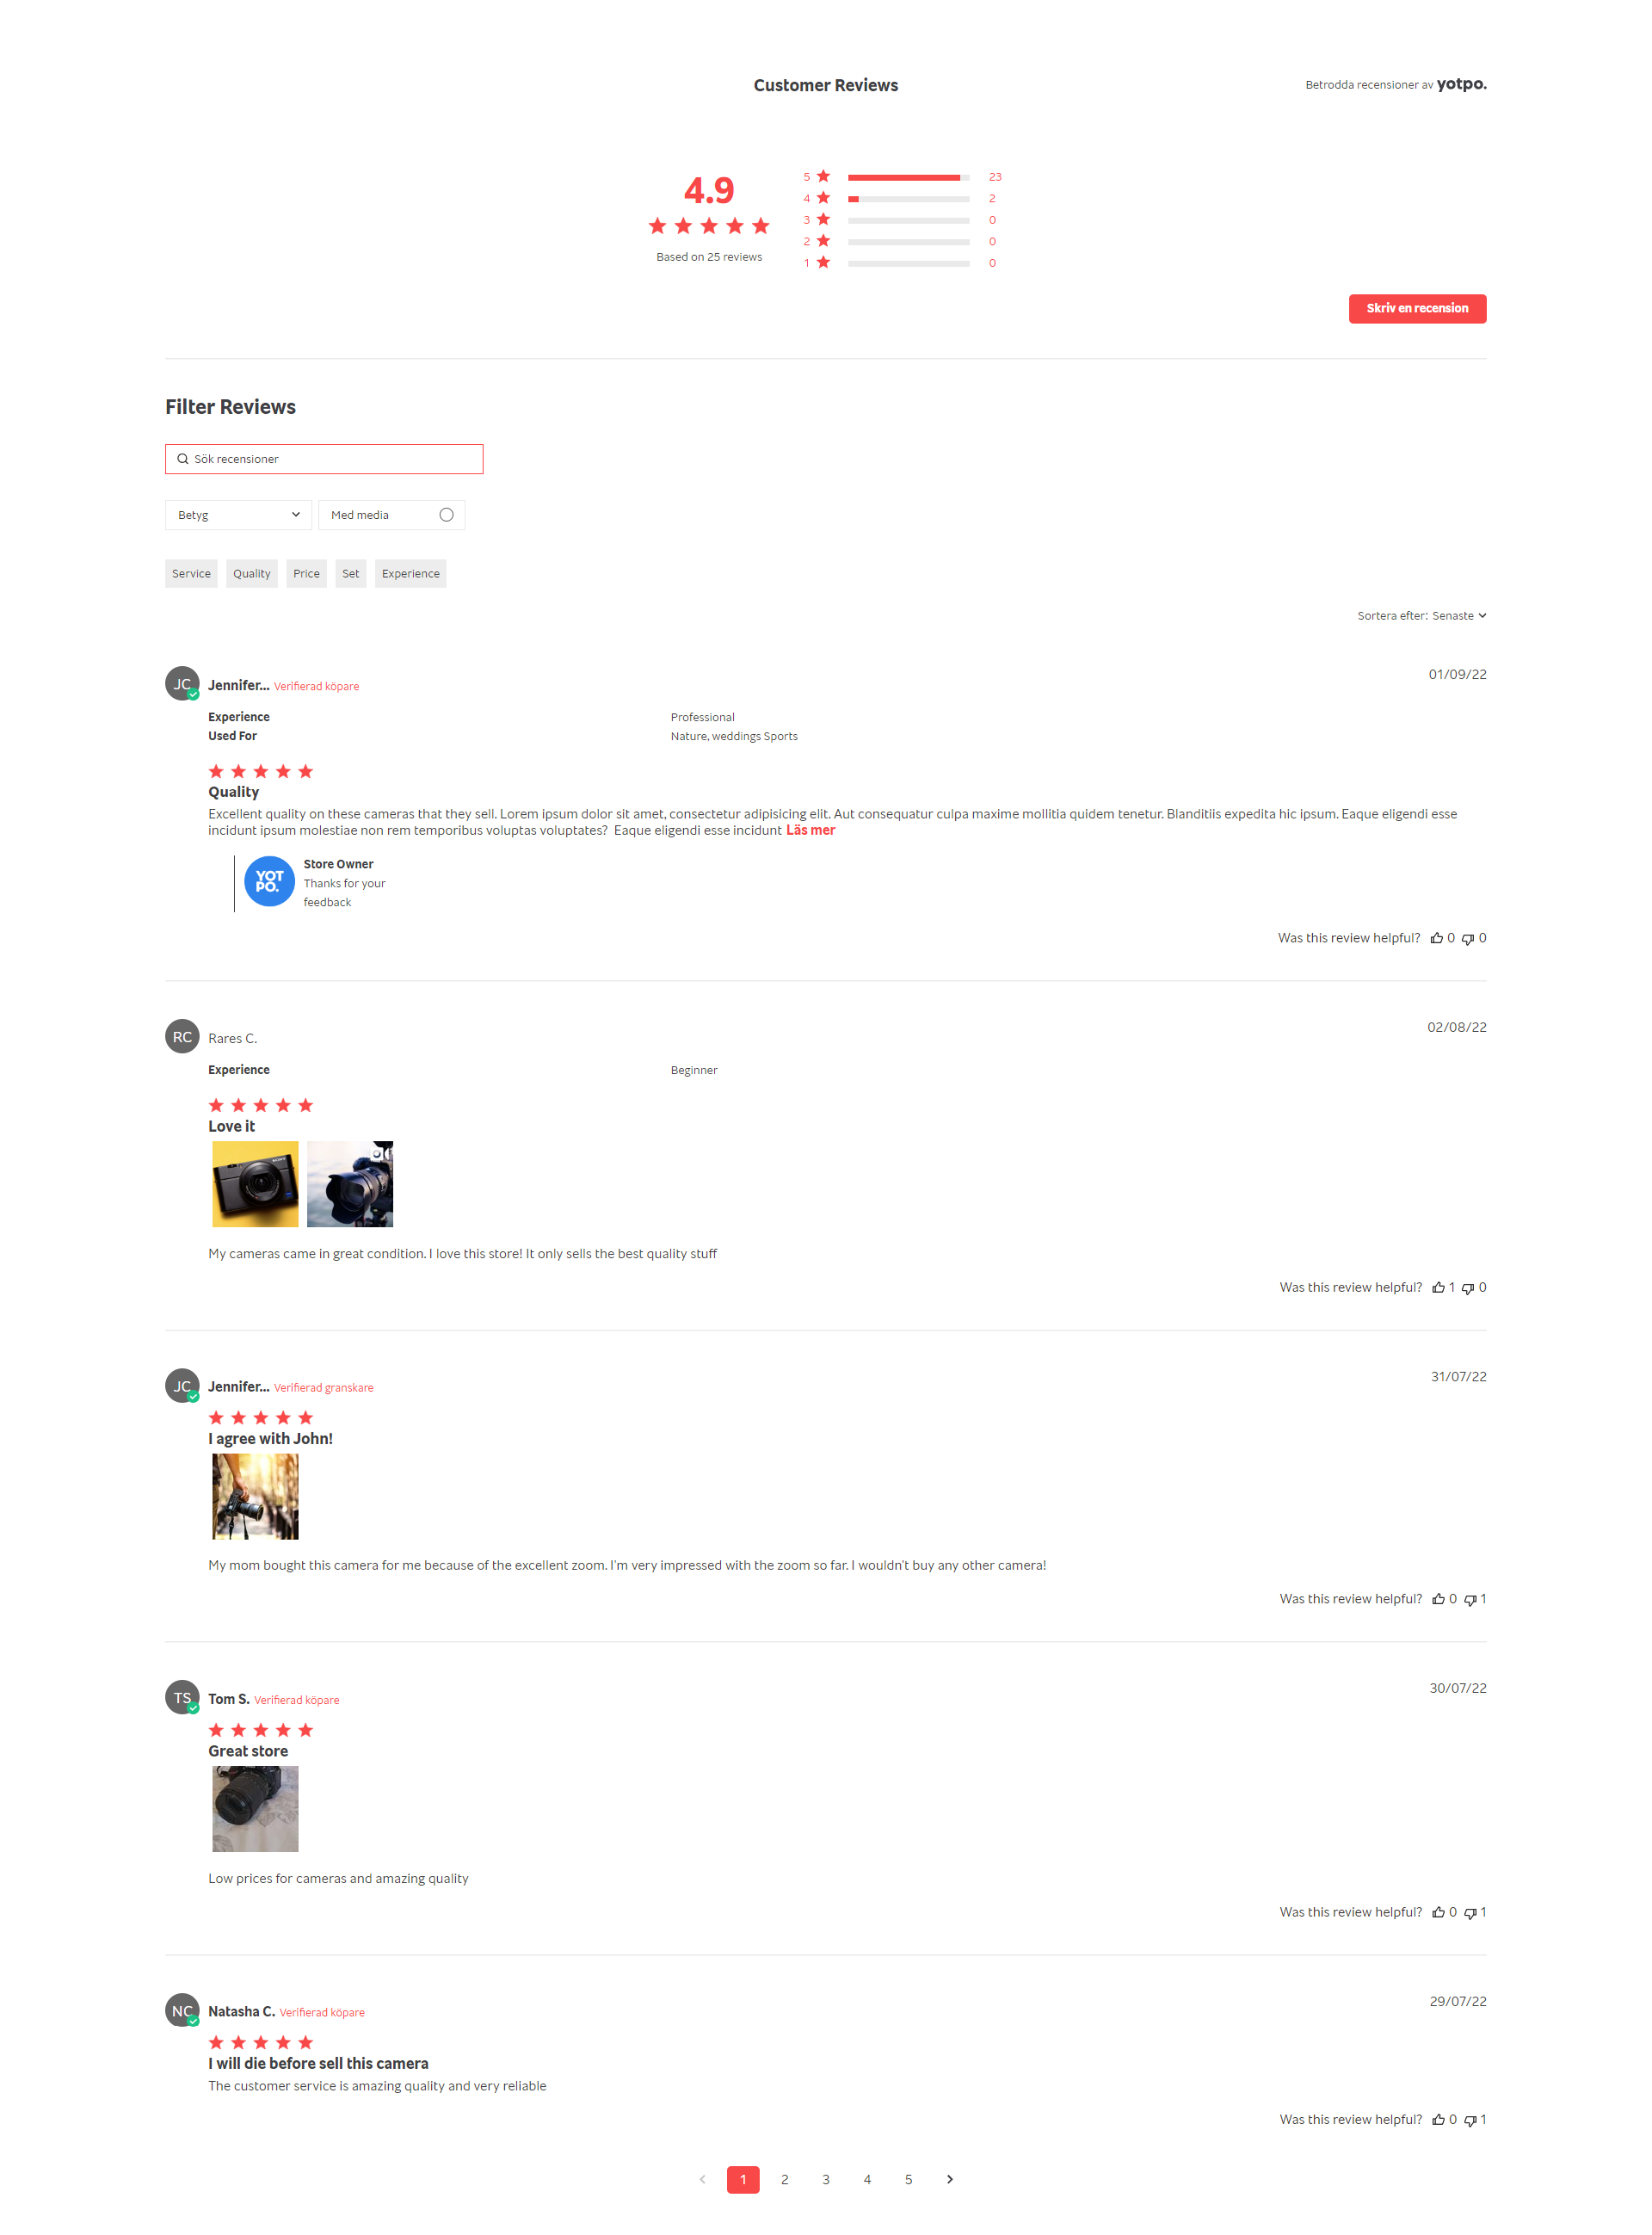 Customer Reviews
Betrodda recensioner av yotpo.
4.9
Based on 25 reviews
5 23
4 2
3 0
2 0
1 0
Skriv en recension
Filter Reviews
Sök recensioner
Betyg
Med media
Service Quality Price Set Experience
Sortera efter: Senaste
JC Jennifer... Verifierad köpare
01/09/22
Experience Professional
Used For Nature, weddings Sports
Quality
Excellent quality on these cameras that they sell. Lorem ipsum dolor sit amet, consectetur adipisicing elit. Aut consequatur culpa maxime mollitia quidem tenetur. Blanditiis expedita hic ipsum. Eaque eligendi esse
incidunt ipsum molestiae non rem temporibus voluptas voluptates? Eaque eligendi esse incidunt Läs mer
YOT
PO.
Store Owner
Thanks for your
feedback
Was this review helpful? 0 0
RC Rares C.
02/08/22
Experience Beginner
Love it
SONY
My cameras came in great condition. I love this store! It only sells the best quality stuff
Was this review helpful? 1 0
JC Jennifer... Verifierad granskare
31/07/22
I agree with John!
My mom bought this camera for me because of the excellent zoom. I'm very impressed with the zoom so far. I wouldn't buy any other camera!
Was this review helpful? 0 1
TS Tom S. Verifierad köpare
30/07/22
Great store
Low prices for cameras and amazing quality
Was this review helpful? 0 1
NC Natasha C. Verifierad köpare
29/07/22
I will die before sell this camera
The customer service is amazing quality and very reliable
Was this review helpful? 0 1
1 2 3 4 5